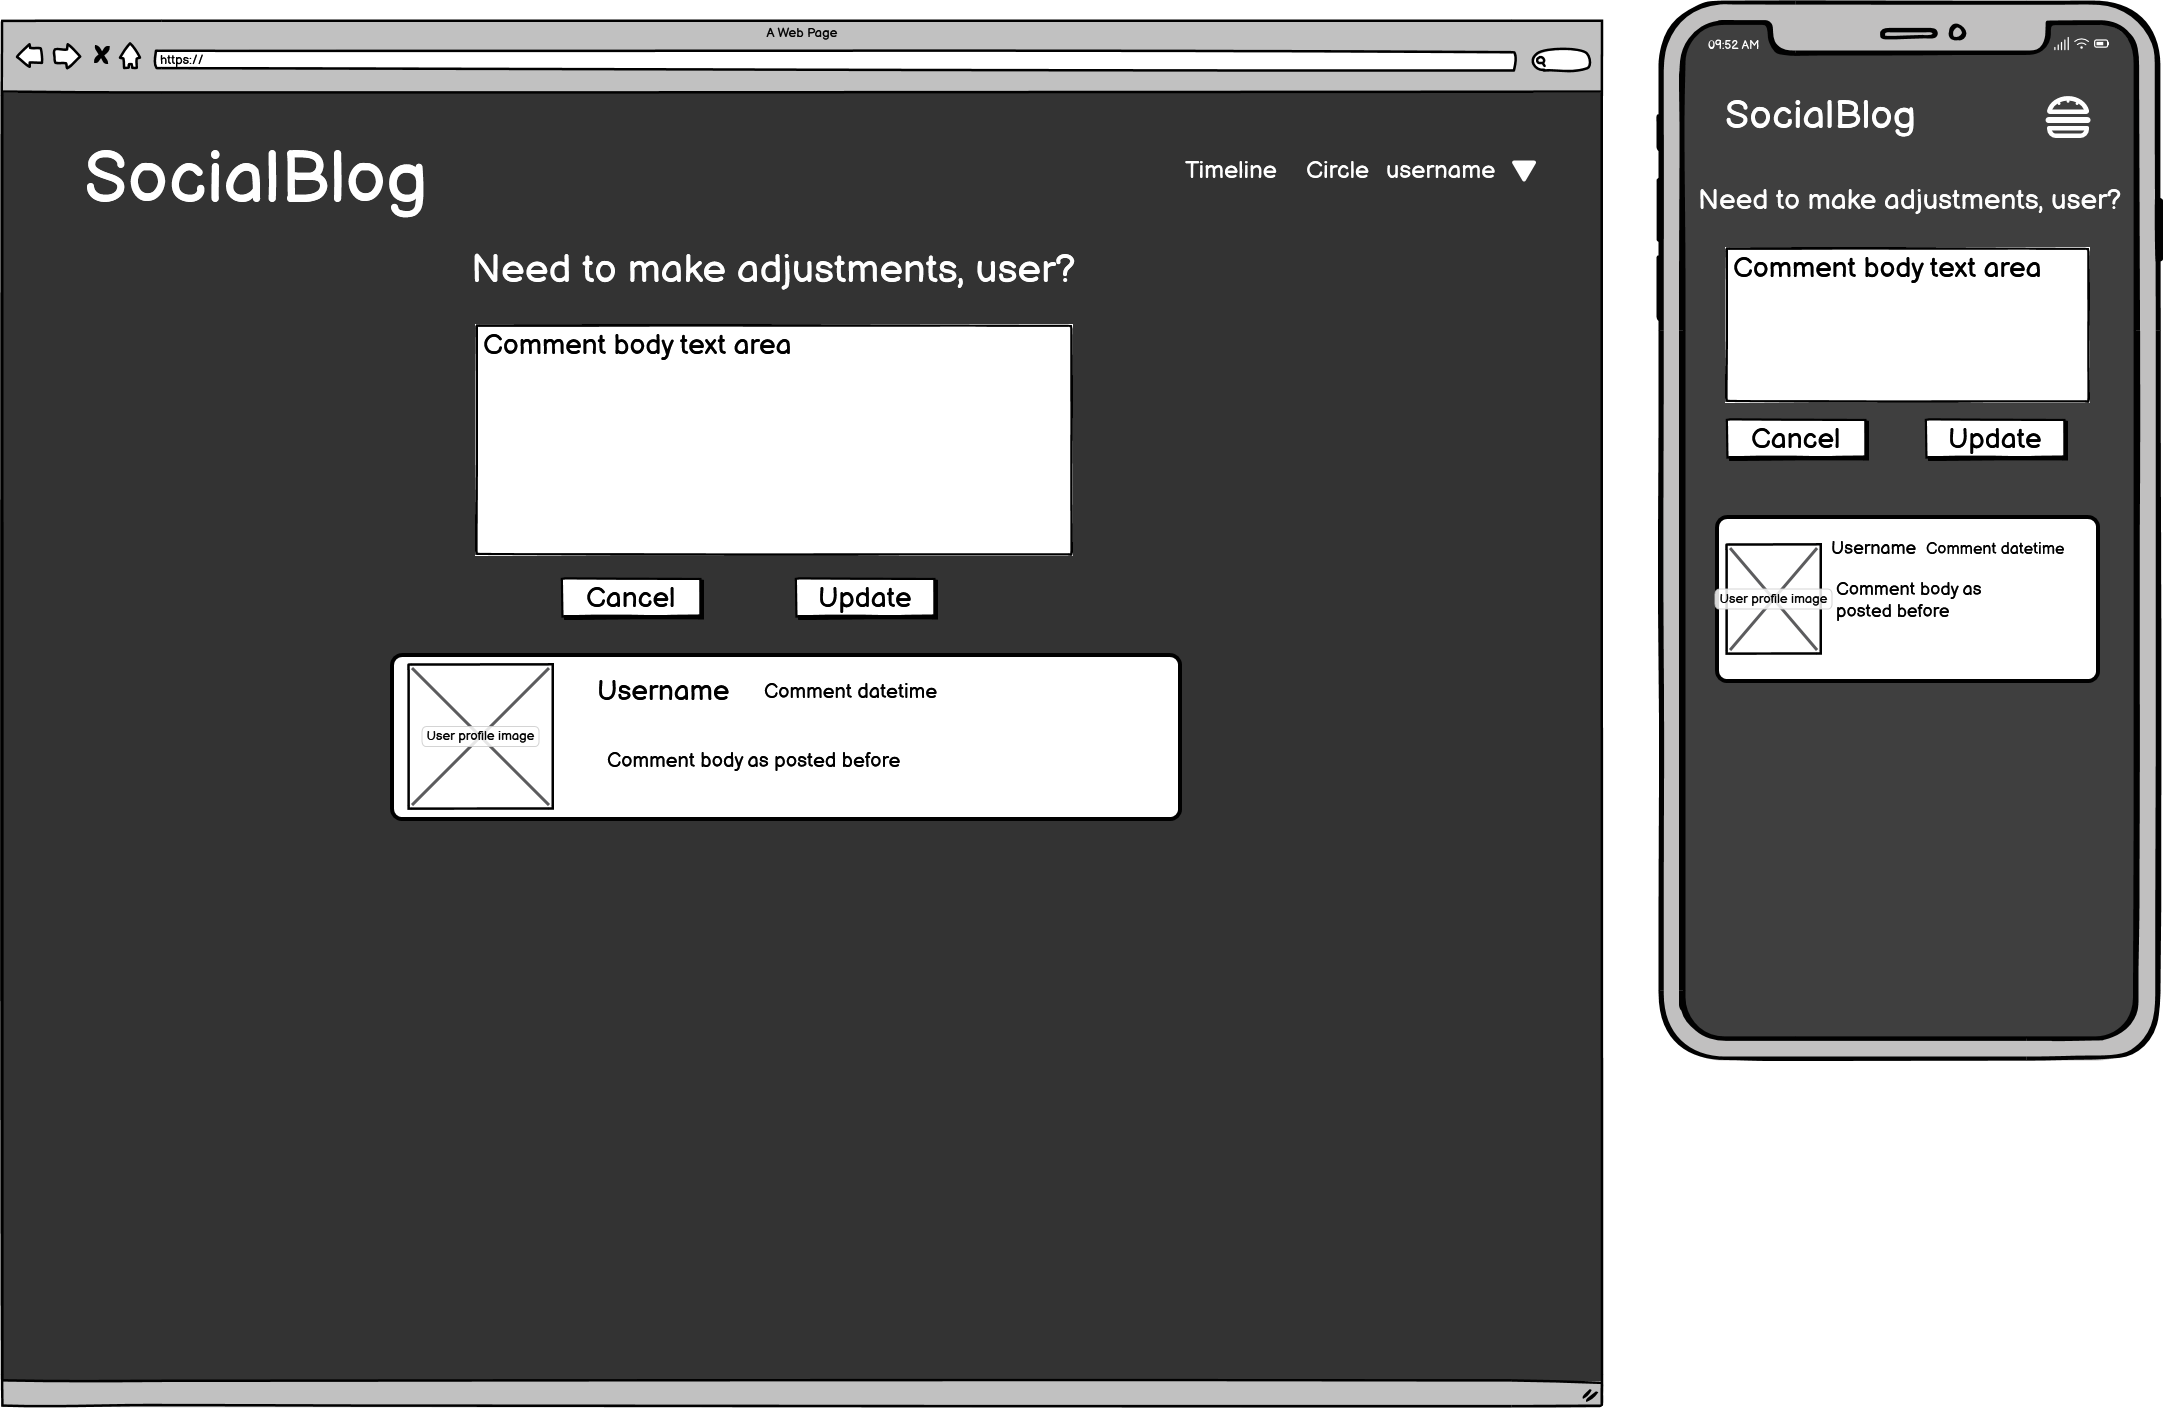 A Web Page
https://
SocialBlog
Timeline Circle username
Need to make adjustments, user?
Comment body text area
Cancel Update
User profile image
Username Comment datetime
Comment body as posted before
09:52 AM
SocialBlog
Need to make adjustments, user?
Comment body text area
Cancel Update
User profile image
Username Comment datetime
Comment body as
posted before